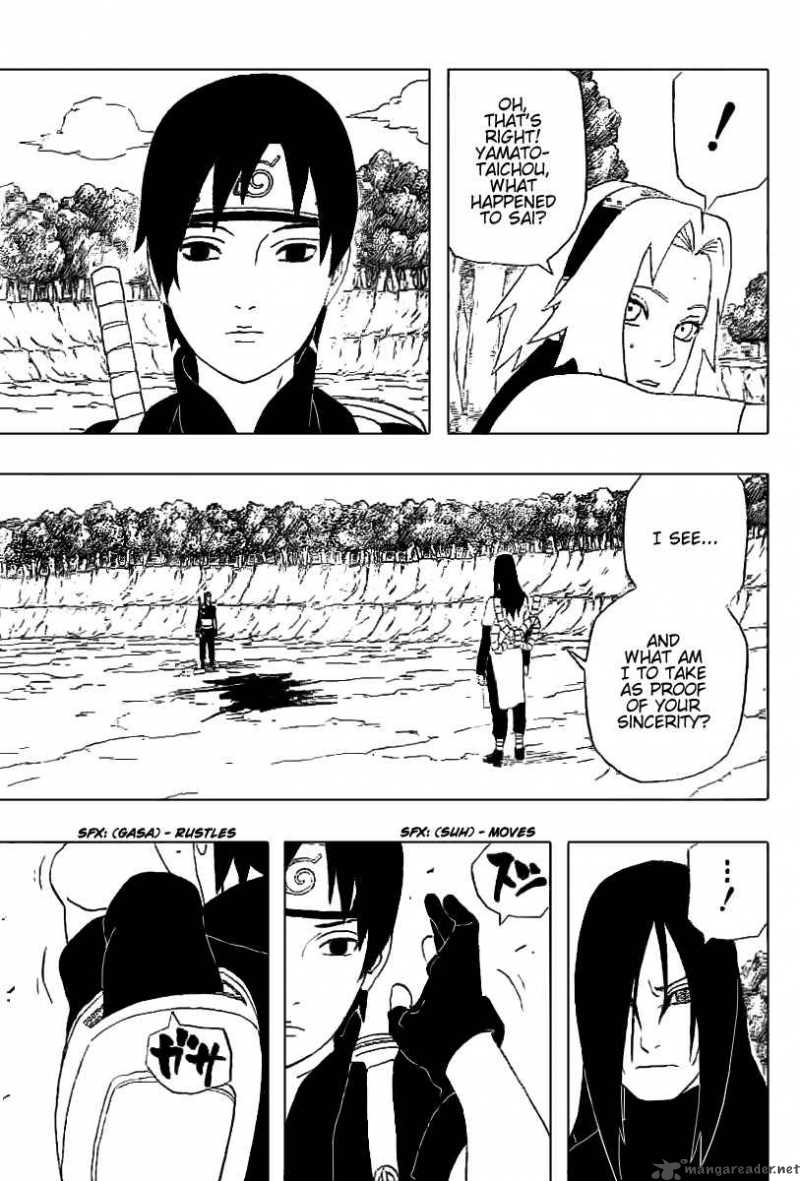 !
OH,
THAT'S
RIGHT!
YAMATO-
TAICHOU,
WHAT
HAPPENED
TO SAI?
I SEE...
AND
WHAT AM
I TO TAKE
AS PROOF
OF YOUR
SINCERITY?
...!
SFX: (SUH) - MOVES
スッ
SFX: (GASA) - RUSTLES
ガサ
mangareader.net